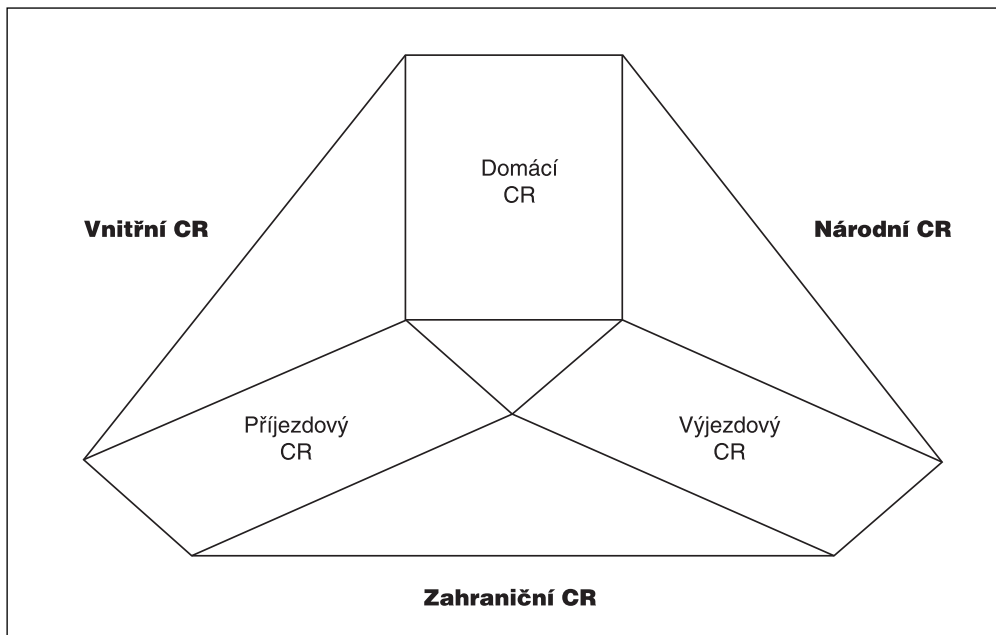 Domácí
CR
Vnitřní CR
Národní CR
Příjezdový
CR
Výjezdový
CR
Zahraniční CR